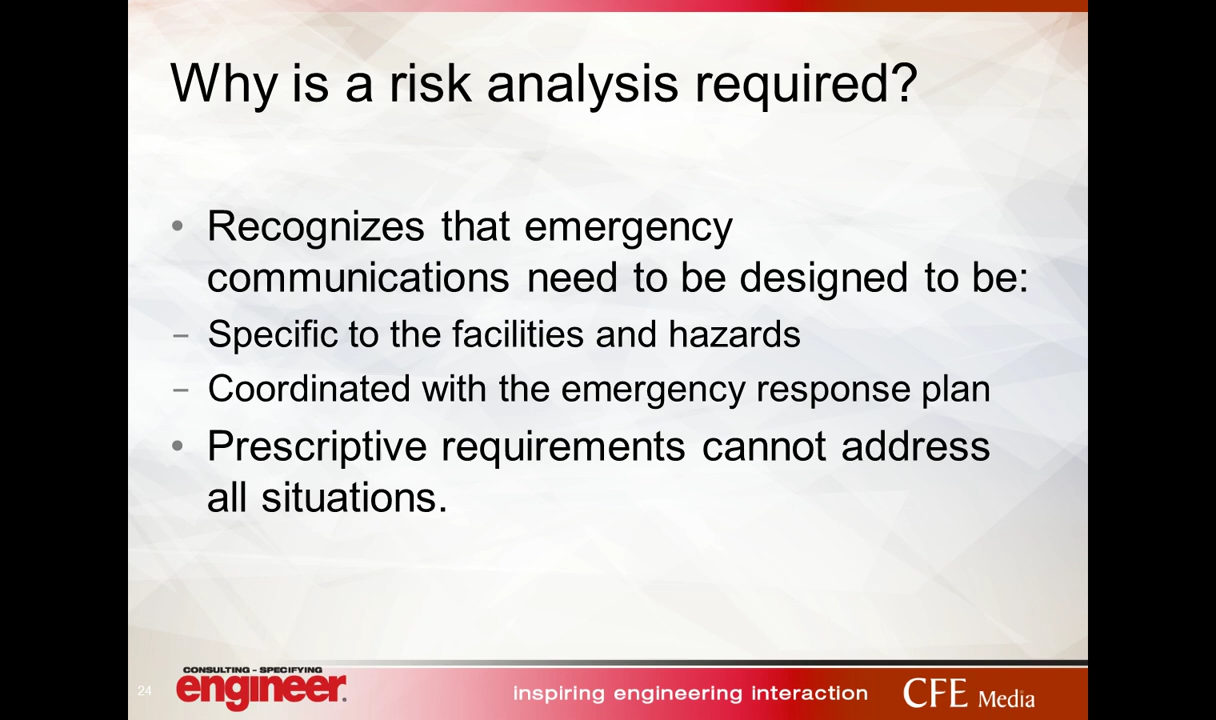 Why is a risk analysis required?
• Recognizes that emergency
communications need to be designed to be:
– Specific to the facilities and hazards
– Coordinated with the emergency response plan
• Prescriptive requirements cannot address
all situations.
24
CONSULTING - SPECIFYING
engineer.
inspiring engineering interaction
CFE Media